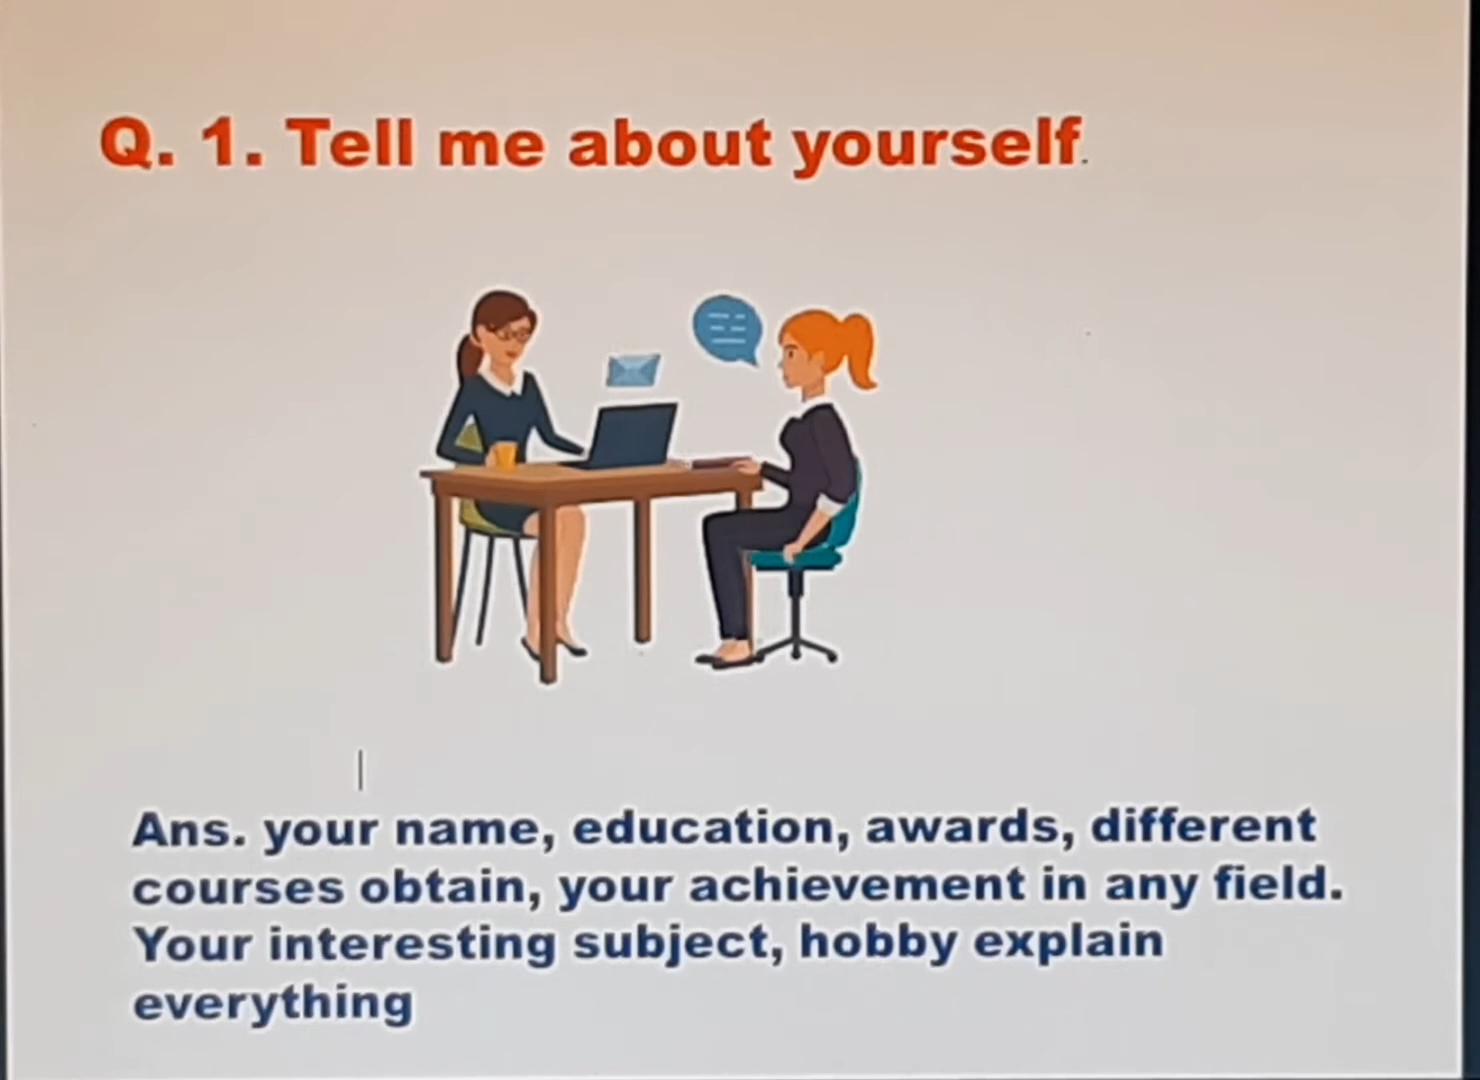 Q. 1. Tell me about yourself.
Ans. your name, education, awards, different
courses obtain, your achievement in any field.
Your interesting subject, hobby explain
everything